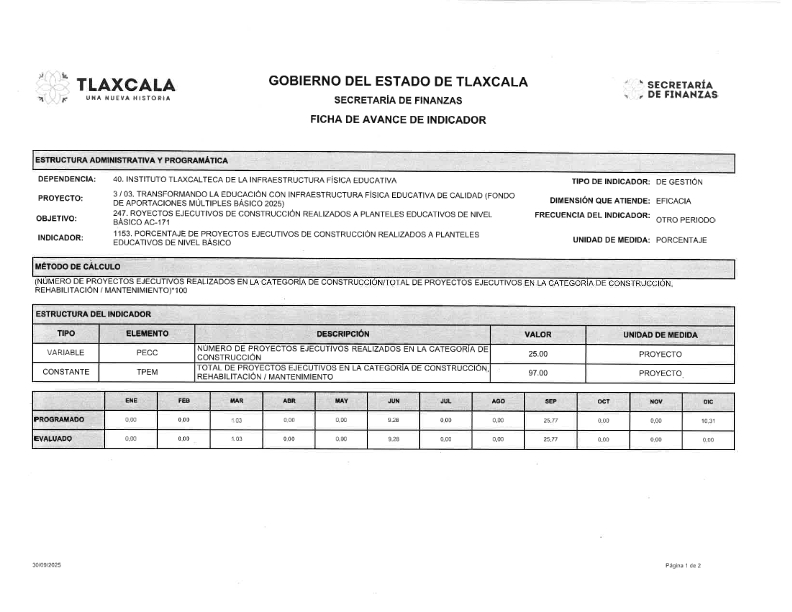 TLAXCALA
UNA NUEVA HISTORIA
GOBIERNO DEL ESTADO DE TLAXCALA
SECRETARÍA DE FINANZAS
FICHA DE AVANCE DE INDICADOR
SECRETARÍA
DE FINANZAS
ESTRUCTURA ADMINISTRATIVA Y PROGRAMÁTICA
DEPENDENCIA: 40. INSTITUTO TLAXCALTECA DE LA INFRAESTRUCTURA FÍSICA EDUCATIVA
TIPO DE INDICADOR: DE GESTIÓN
PROYECTO: 3 / 03. TRANSFORMANDO LA EDUCACIÓN CON INFRAESTRUCTURA FÍSICA EDUCATIVA DE CALIDAD (FONDO
DE APORTACIONES MÚLTIPLES BÁSICO 2025)
DIMENSIÓN QUE ATIENDE: EFICACIA
OBJETIVO: 247. ROYECTOS EJECUTIVOS DE CONSTRUCCIÓN REALIZADOS A PLANTELES EDUCATIVOS DE NIVEL
BÁSICO AC-171
FRECUENCIA DEL INDICADOR: OTRO PERIODO
INDICADOR: 1153. PORCENTAJE DE PROYECTOS EJECUTIVOS DE CONSTRUCCIÓN REALIZADOS A PLANTELES
EDUCATIVOS DE NIVEL BÁSICO
UNIDAD DE MEDIDA: PORCENTAJE
MÉTODO DE CÁLCULO
(NÚMERO DE PROYECTOS EJECUTIVOS REALIZADOS EN LA CATEGORÍA DE CONSTRUCCIÓN/TOTAL DE PROYECTOS EJECUTIVOS EN LA CATEGORÍA DE CONSTRUCCIÓN,
REHABILITACIÓN / MANTENIMIENTO)*100
ESTRUCTURA DEL INDICADOR
TIPO ELEMENTO DESCRIPCIÓN VALOR UNIDAD DE MEDIDA
VARIABLE PECC NÚMERO DE PROYECTOS EJECUTIVOS REALIZADOS EN LA CATEGORÍA DE
CONSTRUCCIÓN 25.00 PROYECTO
CONSTANTE TPEM TOTAL DE PROYECTOS EJECUTIVOS EN LA CATEGORÍA DE CONSTRUCCIÓN,
REHABILITACIÓN / MANTENIMIENTO 97.00 PROYECTO
ENE FEB MAR ABR MAY JUN JUL AGO SEP OCT NOV DIC
PROGRAMADO 0.00 0.00 1.03 0.00 0.00 9.28 0.00 0.00 25.77 0.00 0.00 10.31
EVALUADO 0.00 0.00 1.03 0.00 0.00 9.28 0.00 0.00 25.77 0.00 0.00 0.00
30/09/2025
Página 1 de 2